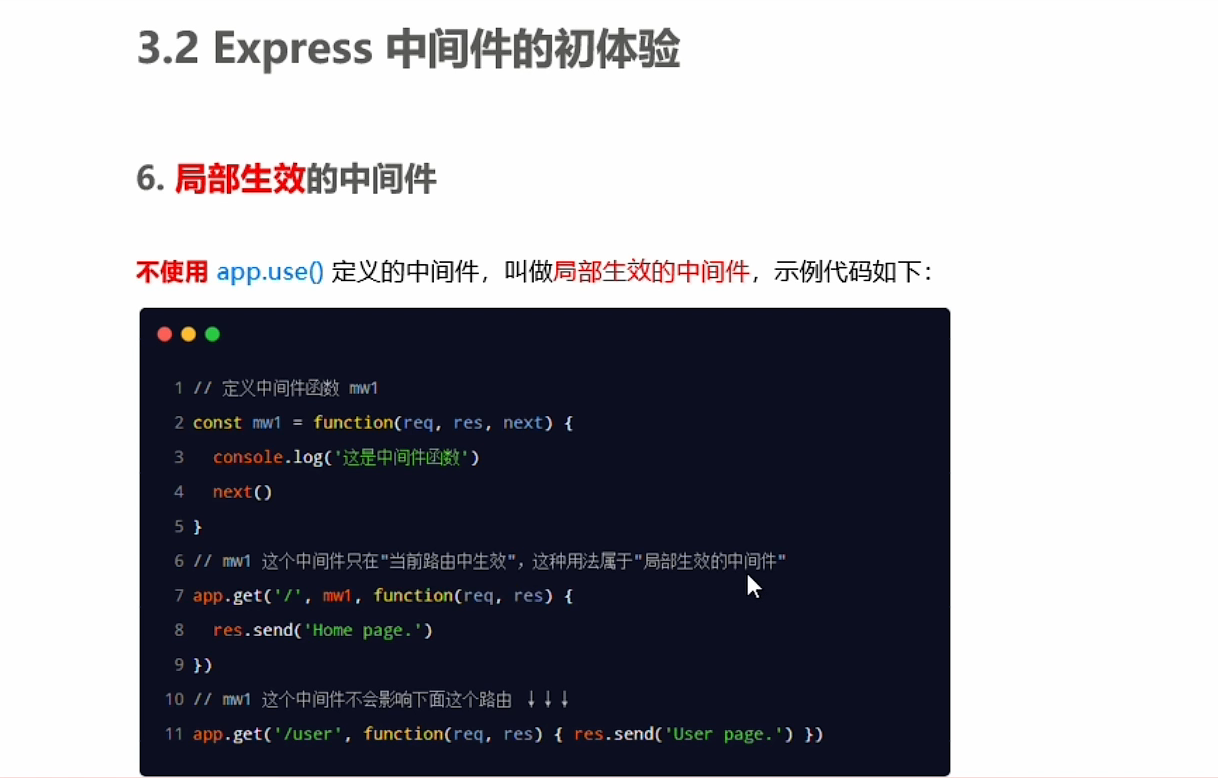 3.2 Express 中间件的初体验
6. 局部生效的中间件
不使用 app.use() 定义的中间件，叫做局部生效的中间件，示例代码如下：
1 // 定义中间件函数 mw1
2 const mw1 = function(req, res, next) {
3   console.log('这是中间件函数')
4   next()
5 }
6 // mw1 这个中间件只在"当前路由中生效"，这种用法属于"局部生效的中间件"
7 app.get('/', mw1, function(req, res) {
8   res.send('Home page.')
9 })
10 // mw1 这个中间件不会影响下面这个路由 ↓↓↓
11 app.get('/user', function(req, res) { res.send('User page.') })